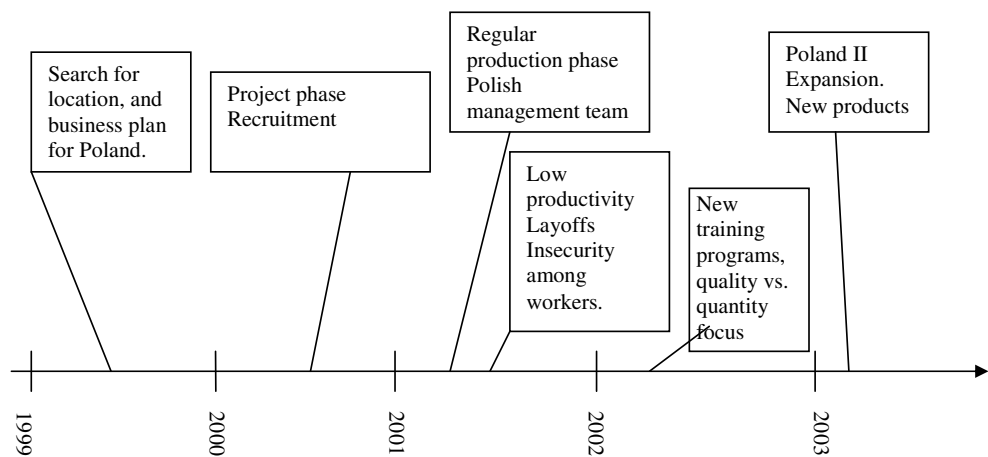 Search for
location, and
business plan
for Poland.
Project phase
Recruitment
Regular
production phase
Polish
management team
Low
productivity
Layoffs
Insecurity
among
workers.
New
training
programs,
quality vs.
quantity
focus
Poland II
Expansion.
New products
1999
2000
2001
2002
2003